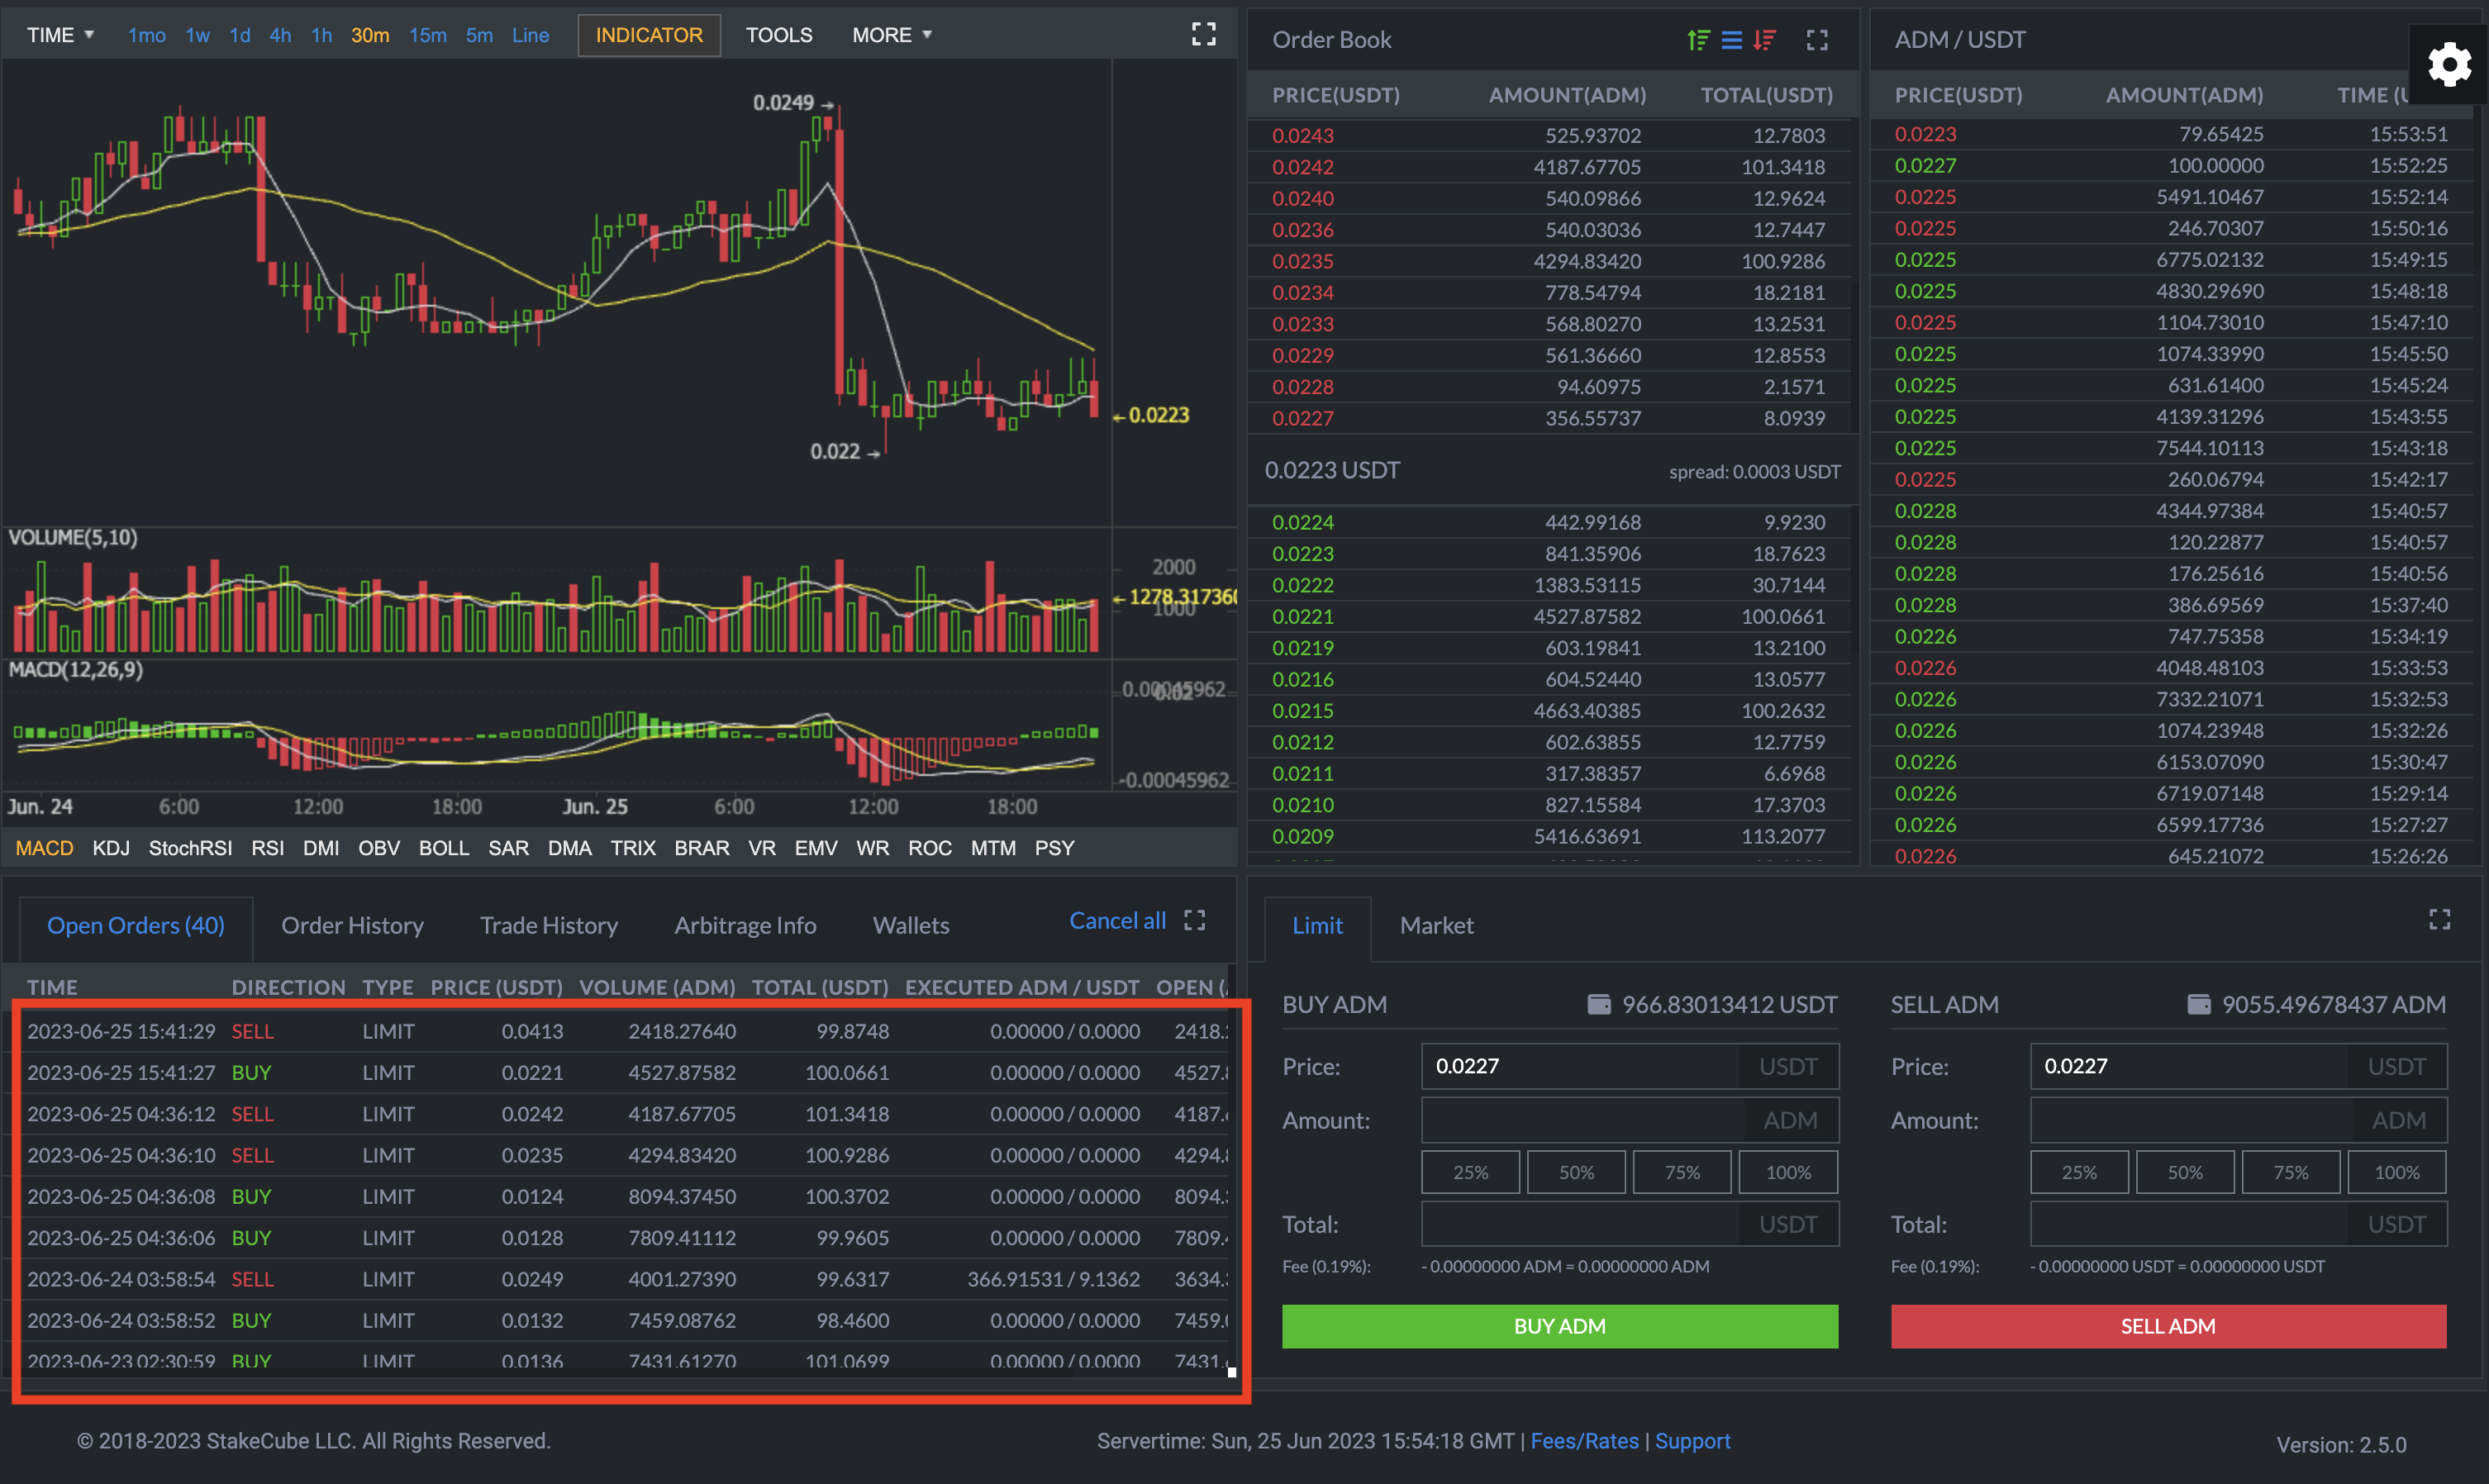 TIME 1mo 1w 1d 4h 1h 30m 15m 5m Line INDICATOR TOOLS MORE
0.0249
0.0223
0.022
VOLUME(5,10)
2000
1278.31736
1000
MACD(12,26,9)
0.00045962
0.02
-0.00045962
Jun. 24 6:00 12:00 18:00 Jun. 25 6:00 12:00 18:00
MACD KDJ StochRSI RSI DMI OBV BOLL SAR DMA TRIX BRAR VR EMV WR ROC MTM PSY
Order Book
PRICE(USDT) AMOUNT(ADM) TOTAL(USDT)
0.0243 525.93702 12.7803
0.0242 4187.67705 101.3418
0.0240 540.09866 12.9624
0.0236 540.03036 12.7447
0.0235 4294.83420 100.9286
0.0234 778.54794 18.2181
0.0233 568.80270 13.2531
0.0229 561.36660 12.8553
0.0228 94.60975 2.1571
0.0227 356.55737 8.0939
0.0223 USDT spread: 0.0003 USDT
0.0224 442.99168 9.9230
0.0223 841.35906 18.7623
0.0222 1383.53115 30.7144
0.0221 4527.87582 100.0661
0.0219 603.19841 13.2100
0.0216 604.52440 13.0577
0.0215 4663.40385 100.2632
0.0212 602.63855 12.7759
0.0211 317.38357 6.6968
0.0210 827.15584 17.3703
0.0209 5416.63691 113.2077
ADM / USDT
PRICE(USDT) AMOUNT(ADM) TIME (U
0.0223 79.65425 15:53:51
0.0227 100.00000 15:52:25
0.0225 5491.10467 15:52:14
0.0225 246.70307 15:50:16
0.0225 6775.02132 15:49:15
0.0225 4830.29690 15:48:18
0.0225 1104.73010 15:47:10
0.0225 1074.33990 15:45:50
0.0225 631.61400 15:45:24
0.0225 4139.31296 15:43:55
0.0225 7544.10113 15:43:18
0.0225 260.06794 15:42:17
0.0228 4344.97384 15:40:57
0.0228 120.22877 15:40:57
0.0228 176.25616 15:40:56
0.0228 386.69569 15:37:40
0.0226 747.75358 15:34:19
0.0226 4048.48103 15:33:53
0.0226 7332.21071 15:32:53
0.0226 1074.23948 15:32:26
0.0226 6153.07090 15:30:47
0.0226 6719.07148 15:29:14
0.0226 6599.17736 15:27:27
0.0226 645.21072 15:26:26
Open Orders (40) Order History Trade History Arbitrage Info Wallets Cancel all
TIME DIRECTION TYPE PRICE (USDT) VOLUME (ADM) TOTAL (USDT) EXECUTED ADM / USDT OPEN (
2023-06-25 15:41:29 SELL LIMIT 0.0413 2418.27640 99.8748 0.00000 / 0.0000 2418.2
2023-06-25 15:41:27 BUY LIMIT 0.0221 4527.87582 100.0661 0.00000 / 0.0000 4527.8
2023-06-25 04:36:12 SELL LIMIT 0.0242 4187.67705 101.3418 0.00000 / 0.0000 4187.6
2023-06-25 04:36:10 SELL LIMIT 0.0235 4294.83420 100.9286 0.00000 / 0.0000 4294.8
2023-06-25 04:36:08 BUY LIMIT 0.0124 8094.37450 100.3702 0.00000 / 0.0000 8094.3
2023-06-25 04:36:06 BUY LIMIT 0.0128 7809.41112 99.9605 0.00000 / 0.0000 7809.4
2023-06-24 03:58:54 SELL LIMIT 0.0249 4001.27390 99.6317 366.91531 / 9.1362 3634.3
2023-06-24 03:58:52 BUY LIMIT 0.0132 7459.08762 98.4600 0.00000 / 0.0000 7459.0
2023-06-23 02:30:59 BUY LIMIT 0.0136 7431.61270 101.0699 0.00000 / 0.0000 7431.6
Limit Market
BUY ADM 966.83013412 USDT
Price: 0.0227 USDT
Amount: ADM
25% 50% 75% 100%
Total: USDT
Fee (0.19%): - 0.00000000 ADM = 0.00000000 ADM
BUY ADM
SELL ADM 9055.49678437 ADM
Price: 0.0227 USDT
Amount: ADM
25% 50% 75% 100%
Total: USDT
Fee (0.19%): - 0.00000000 USDT = 0.00000000 USDT
SELL ADM
© 2018-2023 StakeCube LLC. All Rights Reserved.
Servertime: Sun, 25 Jun 2023 15:54:18 GMT | Fees/Rates | Support
Version: 2.5.0